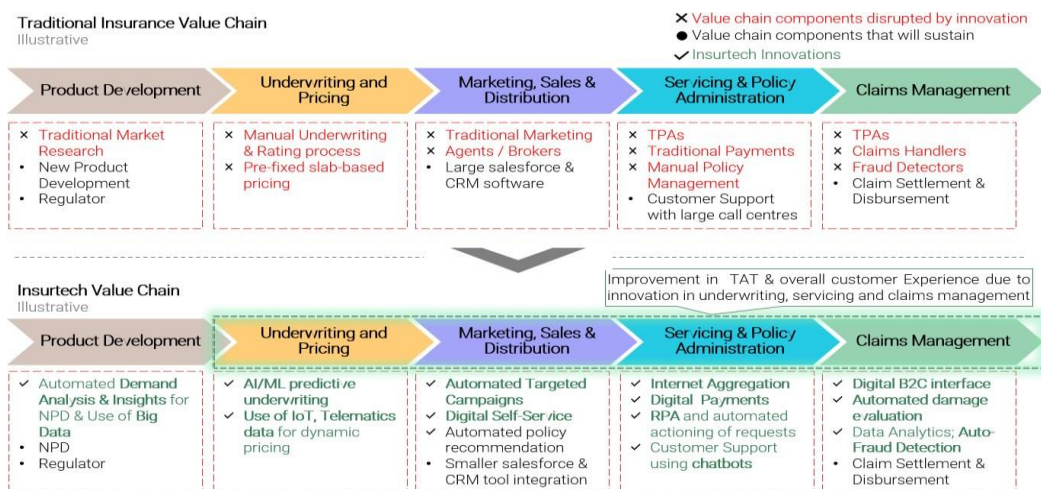 Traditional Insurance Value Chain
Illustrative
✕ Value chain components disrupted by innovation
● Value chain components that will sustain
✓ Insurtech Innovations
Product Development
Underwriting and
Pricing
Marketing, Sales &
Distribution
Servicing & Policy
Administration
Claims Management
✕ Traditional Market
Research
• New Product
Development
• Regulator
✕ Manual Underwriting
& Rating process
✕ Pre-fixed slab-based
pricing
✕ Traditional Marketing
✕ Agents / Brokers
• Large salesforce &
CRM software
✕ TPAs
✕ Traditional Payments
✕ Manual Policy
Management
• Customer Support
with large call centres
✕ TPAs
✕ Claims Handlers
✕ Fraud Detectors
• Claim Settlement &
Disbursement
Insurtech Value Chain
Illustrative
Improvement in TAT & overall customer Experience due to
innovation in underwriting, servicing and claims management
Product Development
Underwriting and
Pricing
Marketing, Sales &
Distribution
Servicing & Policy
Administration
Claims Management
✓ Automated Demand
Analysis & Insights for
NPD & Use of Big
Data
• NPD
• Regulator
✓ AI/ML predictive
underwriting
✓ Use of IoT, Telematics
data for dynamic
pricing
✓ Automated Targeted
Campaigns
✓ Digital Self-Service
✓ Automated policy
recommendation
• Smaller salesforce &
CRM tool integration
✓ Internet Aggregation
✓ Digital Payments
✓ RPA and automated
actioning of requests
✓ Customer Support
using chatbots
✓ Digital B2C interface
✓ Automated damage
evaluation
✓ Data Analytics; Auto-
Fraud Detection
• Claim Settlement &
Disbursement